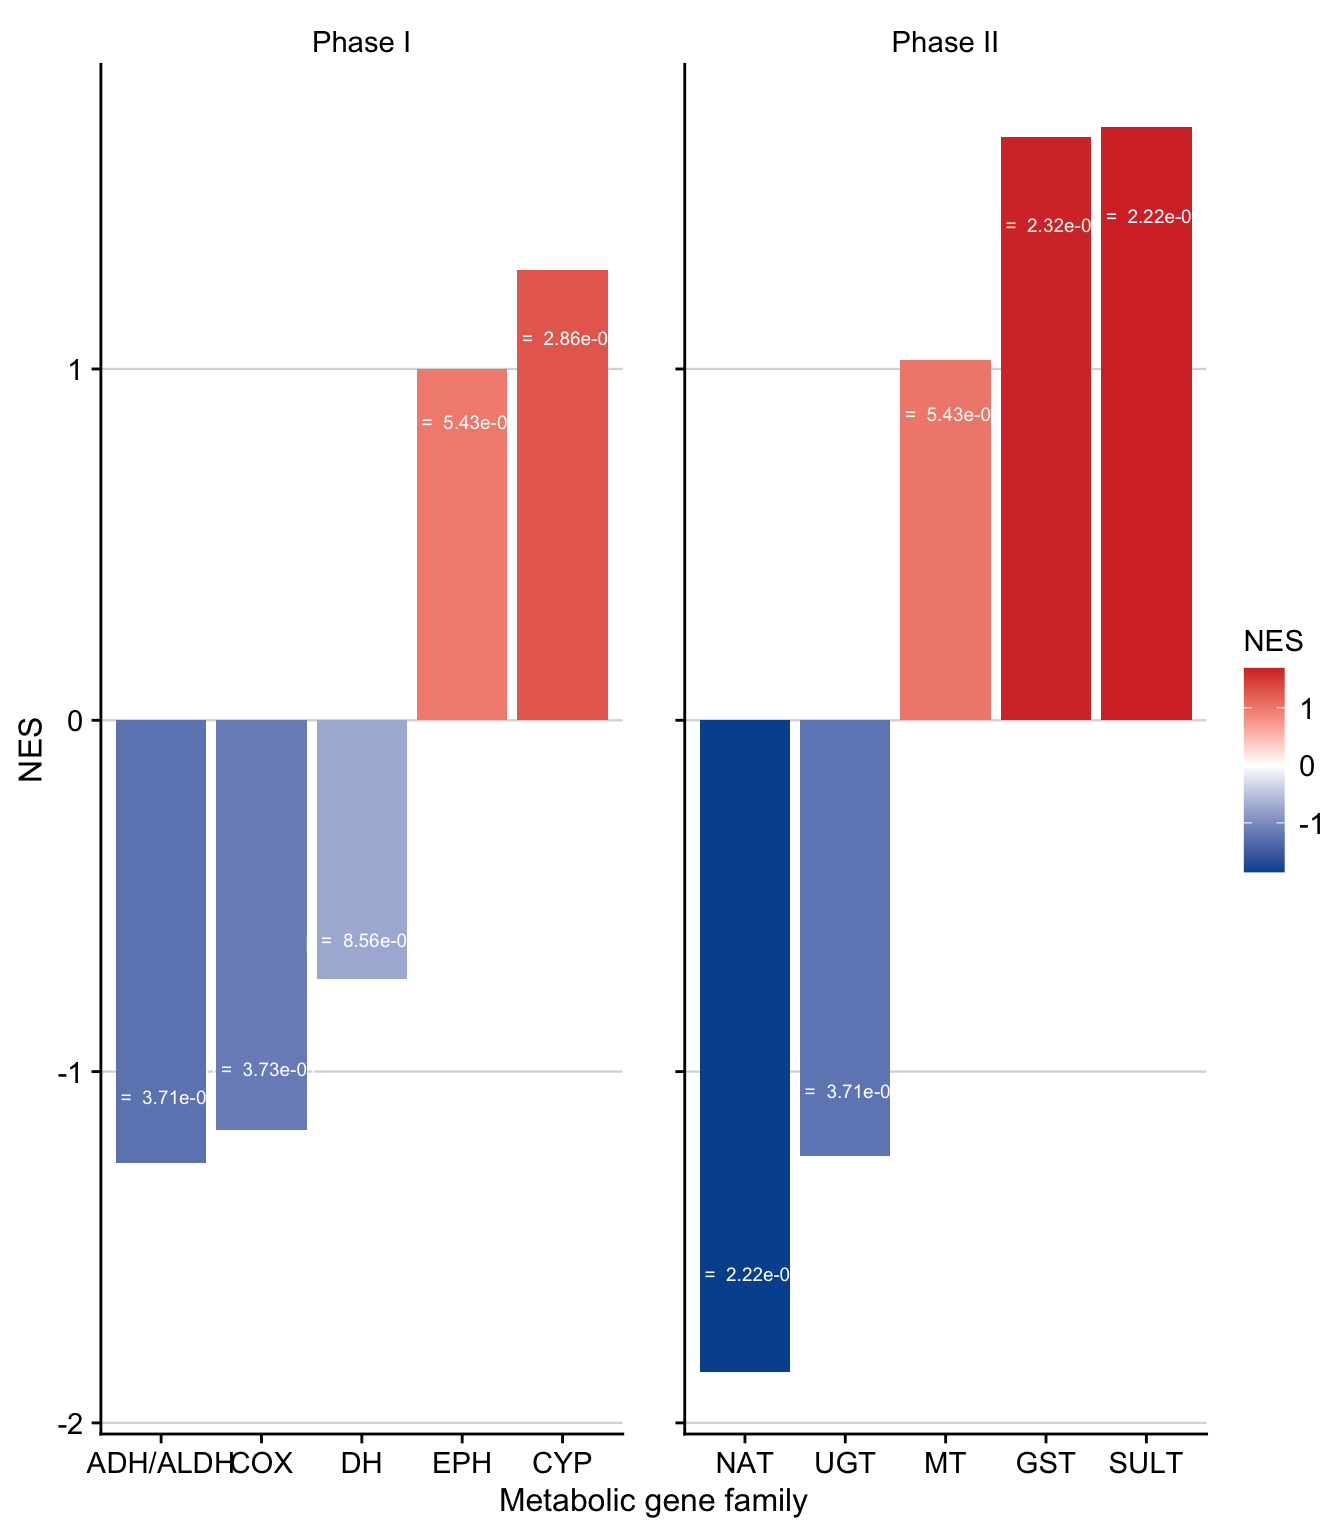 Phase I
Phase II
= 2.22e-0
= 2.32e-0
= 2.86e-0
1
= 5.43e-0
= 5.43e-0
NES
1
0
-1
0
NES
= 8.56e-0
= 3.73e-0
-1
= 3.71e-0
= 3.71e-0
= 2.22e-0
-2
ADH/ALDH
COX
DH
EPH
CYP
NAT
UGT
MT
GST
SULT
Metabolic gene family